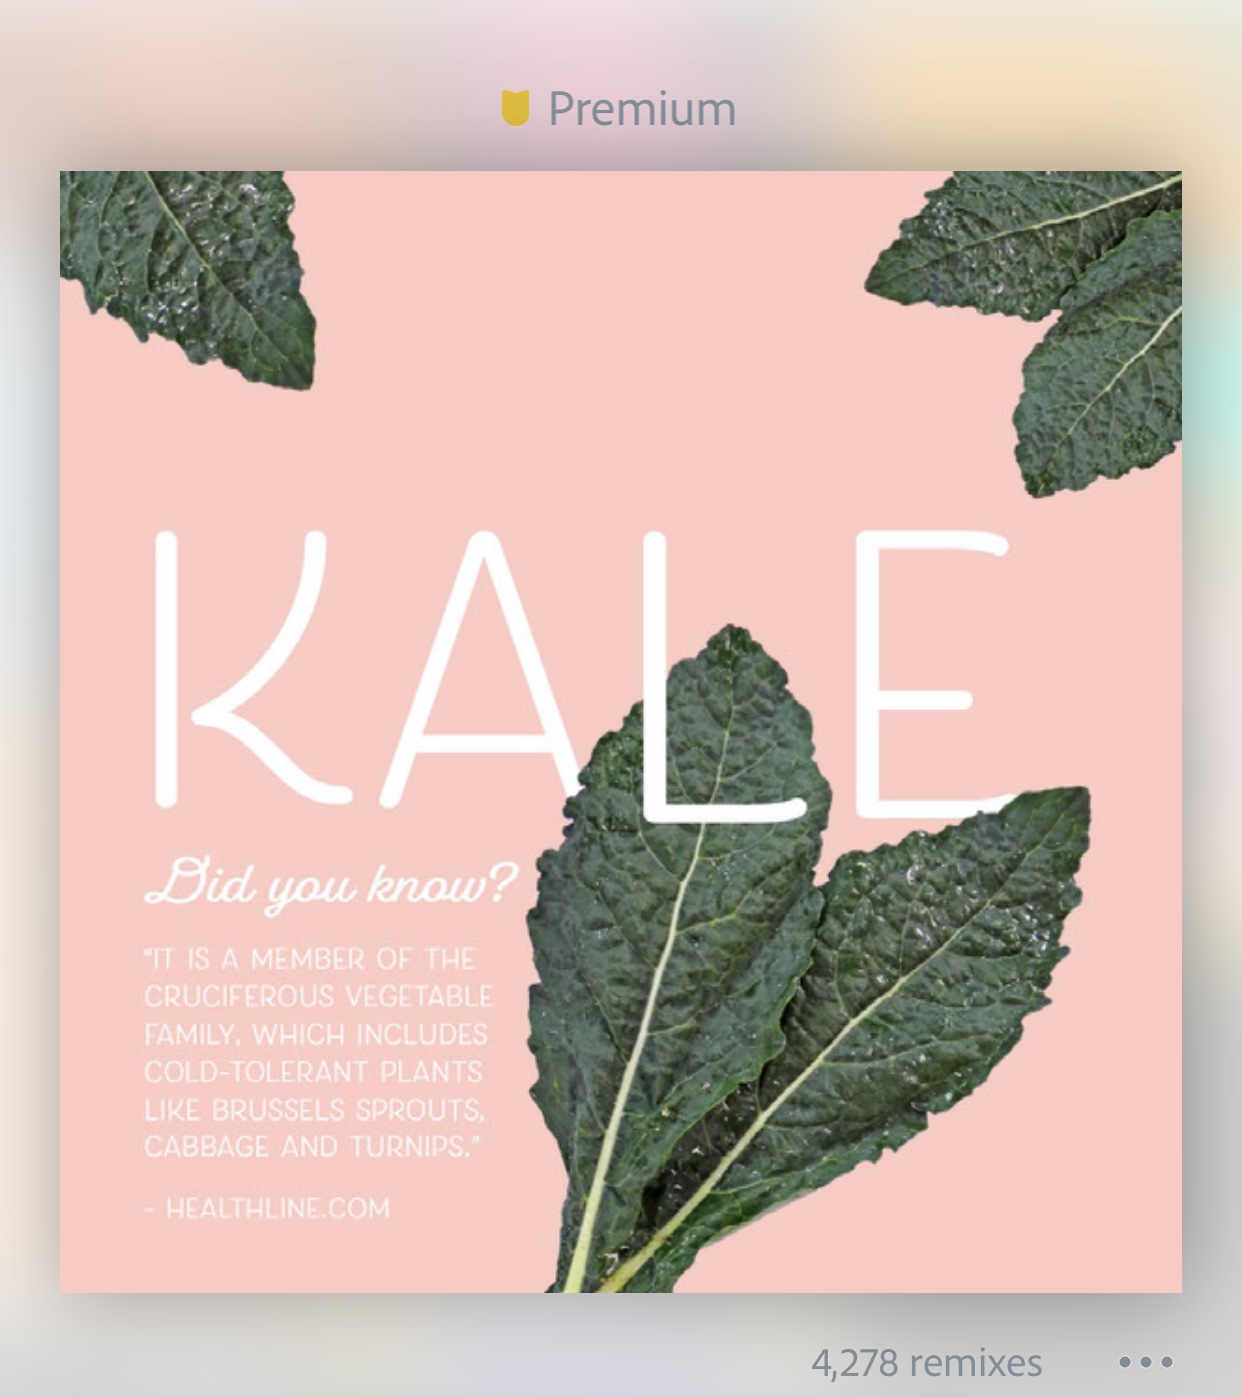 Premium
KALE
Did you know?
"IT IS A MEMBER OF THE
CRUCIFEROUS VEGETABLE
FAMILY, WHICH INCLUDES
COLD-TOLERANT PLANTS
LIKE BRUSSELS SPROUTS,
CABBAGE AND TURNIPS."
- HEALTHLINE.COM
4,278 remixes